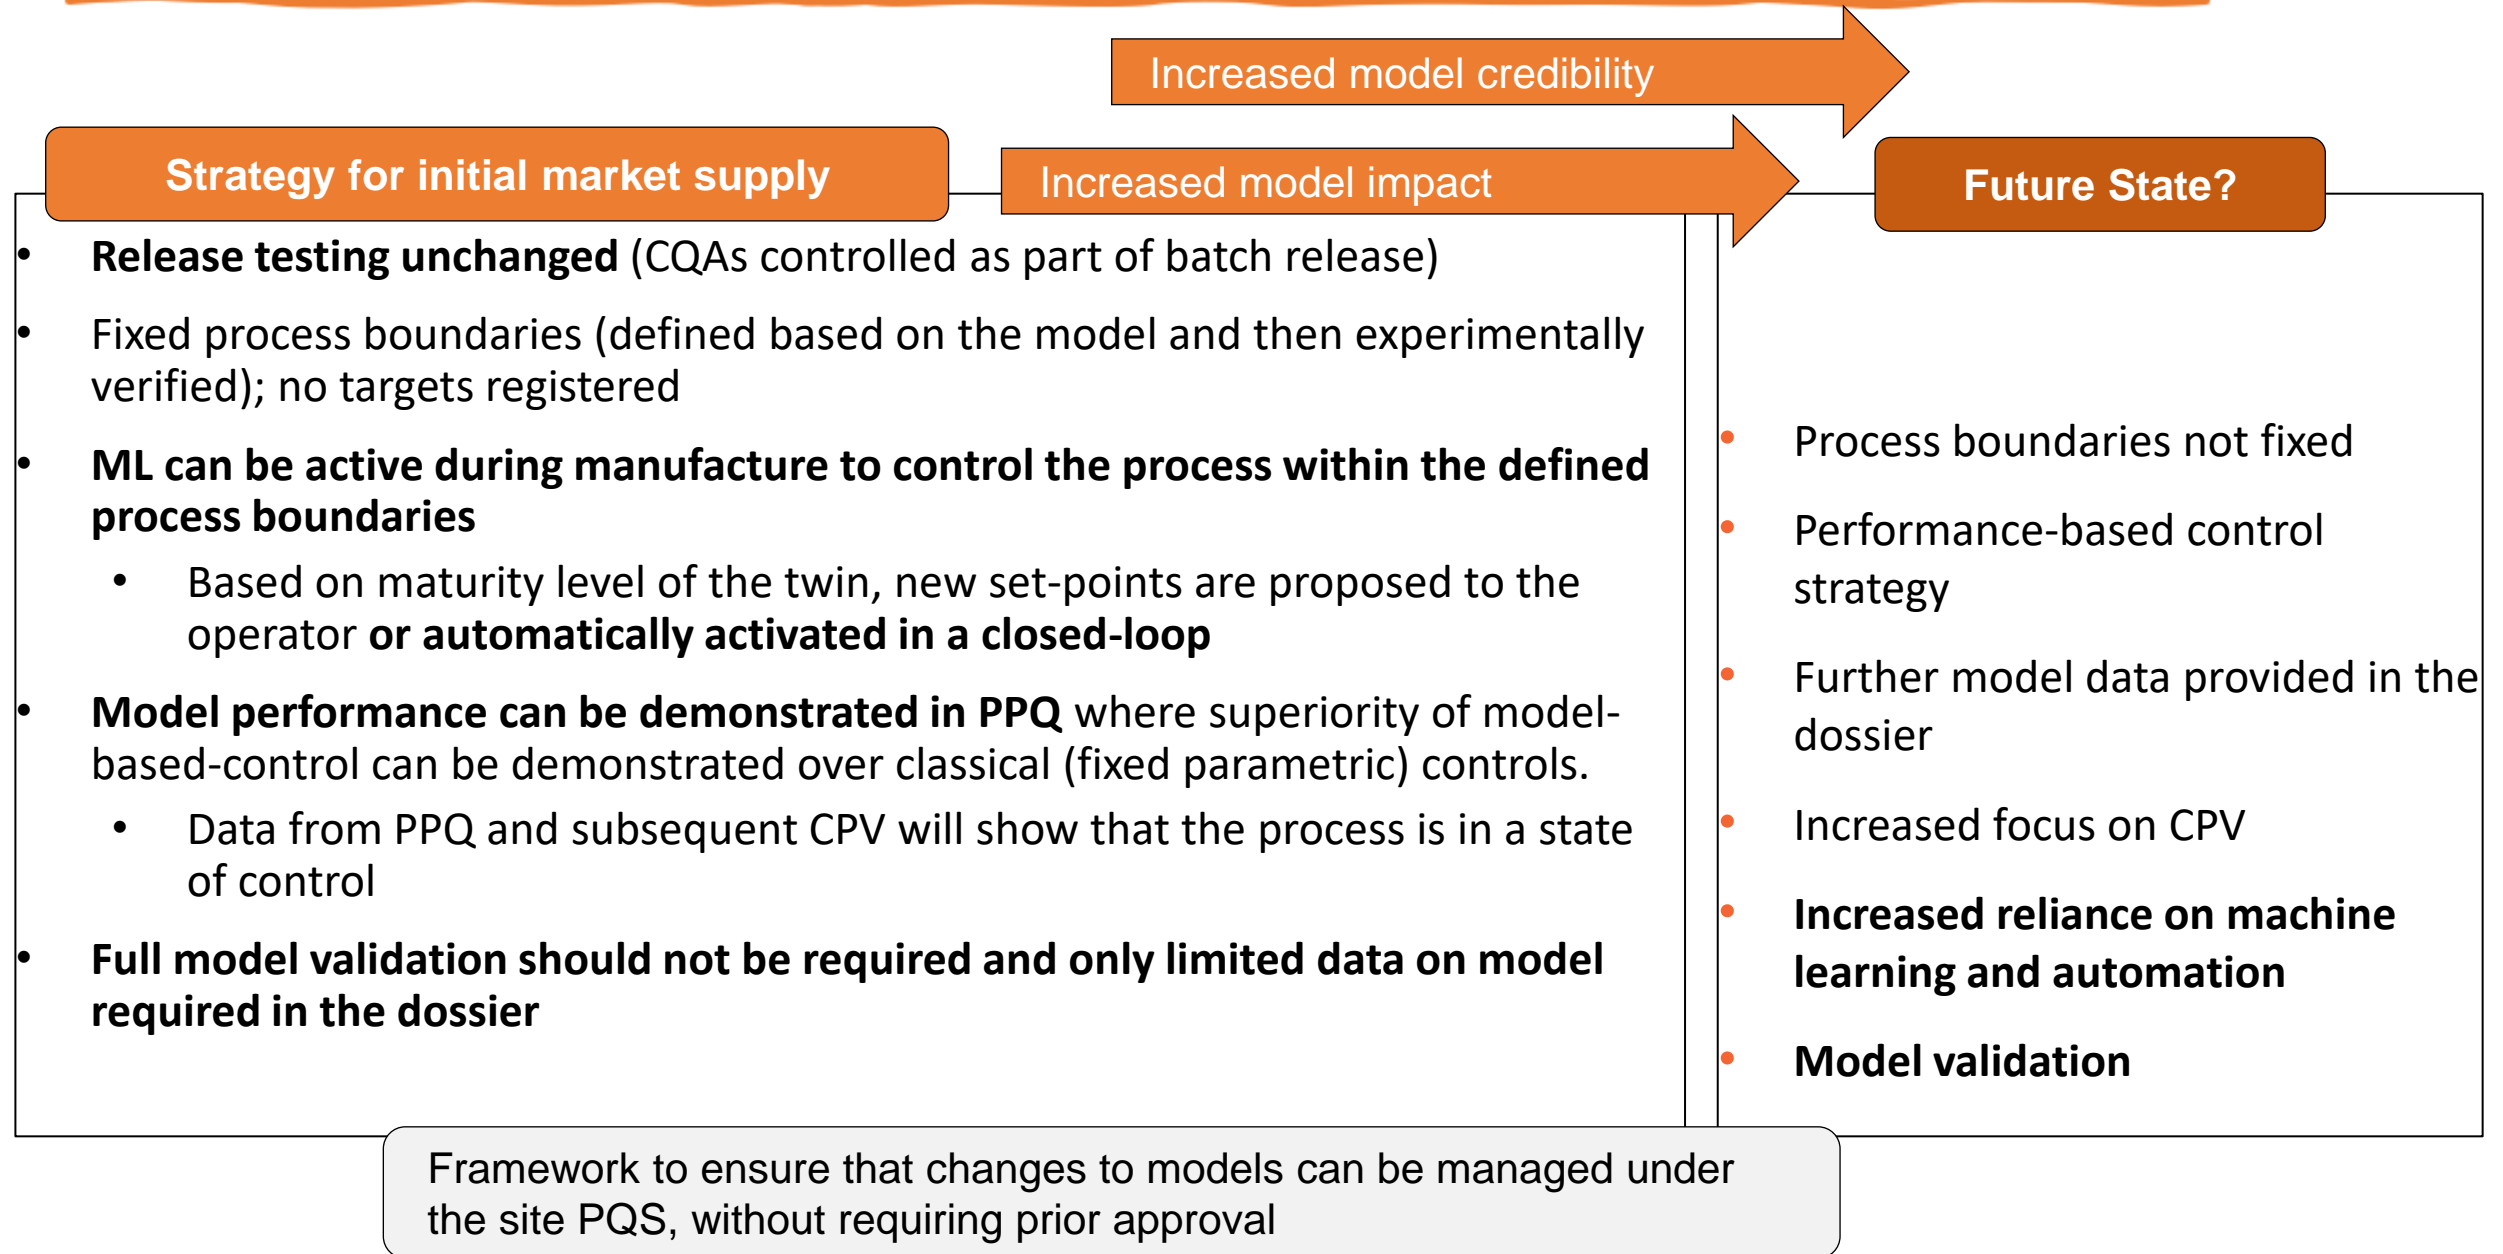 Increased model credibility
Increased model impact
Strategy for initial market supply
• Release testing unchanged (CQAs controlled as part of batch release)
• Fixed process boundaries (defined based on the model and then experimentally
verified); no targets registered
• ML can be active during manufacture to control the process within the defined
process boundaries
• Based on maturity level of the twin, new set-points are proposed to the
operator or automatically activated in a closed-loop
• Model performance can be demonstrated in PPQ where superiority of model-
based-control can be demonstrated over classical (fixed parametric) controls.
• Data from PPQ and subsequent CPV will show that the process is in a state
of control
• Full model validation should not be required and only limited data on model
required in the dossier
Future State?
• Process boundaries not fixed
• Performance-based control
strategy
• Further model data provided in the
dossier
• Increased focus on CPV
• Increased reliance on machine
learning and automation
• Model validation
Framework to ensure that changes to models can be managed under
the site PQS, without requiring prior approval